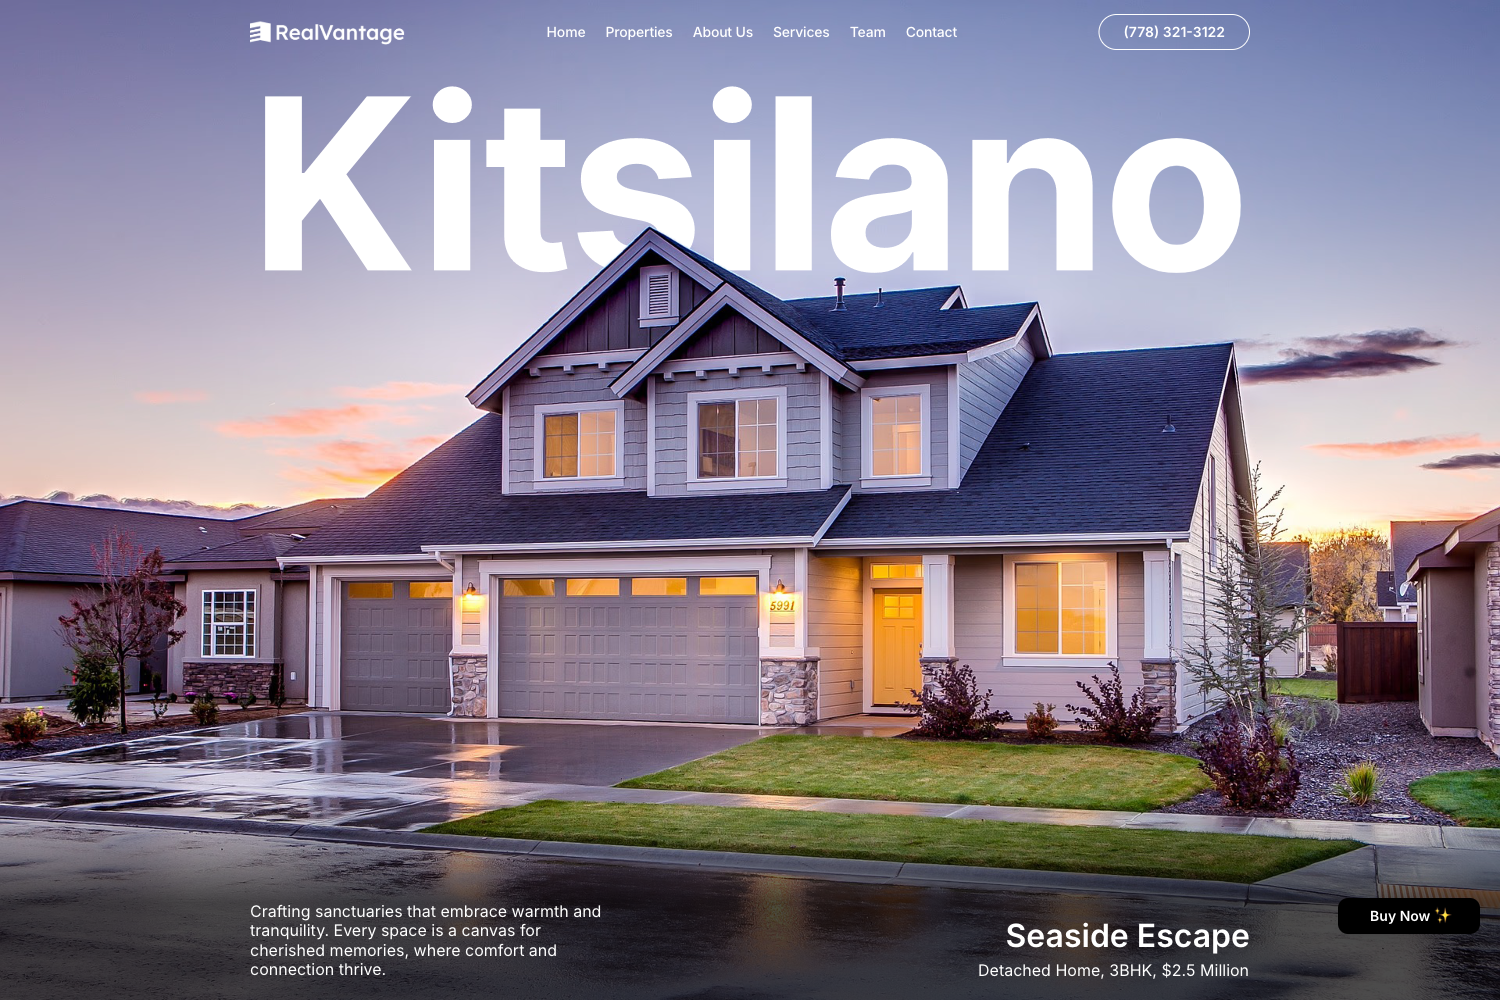 RealVantage
Home Properties About Us Services Team Contact
(778) 321-3122
Kitsilano
5991
Crafting sanctuaries that embrace warmth and
tranquility. Every space is a canvas for
cherished memories, where comfort and
connection thrive.
Seaside Escape
Detached Home, 3BHK, $2.5 Million
Buy Now ✨